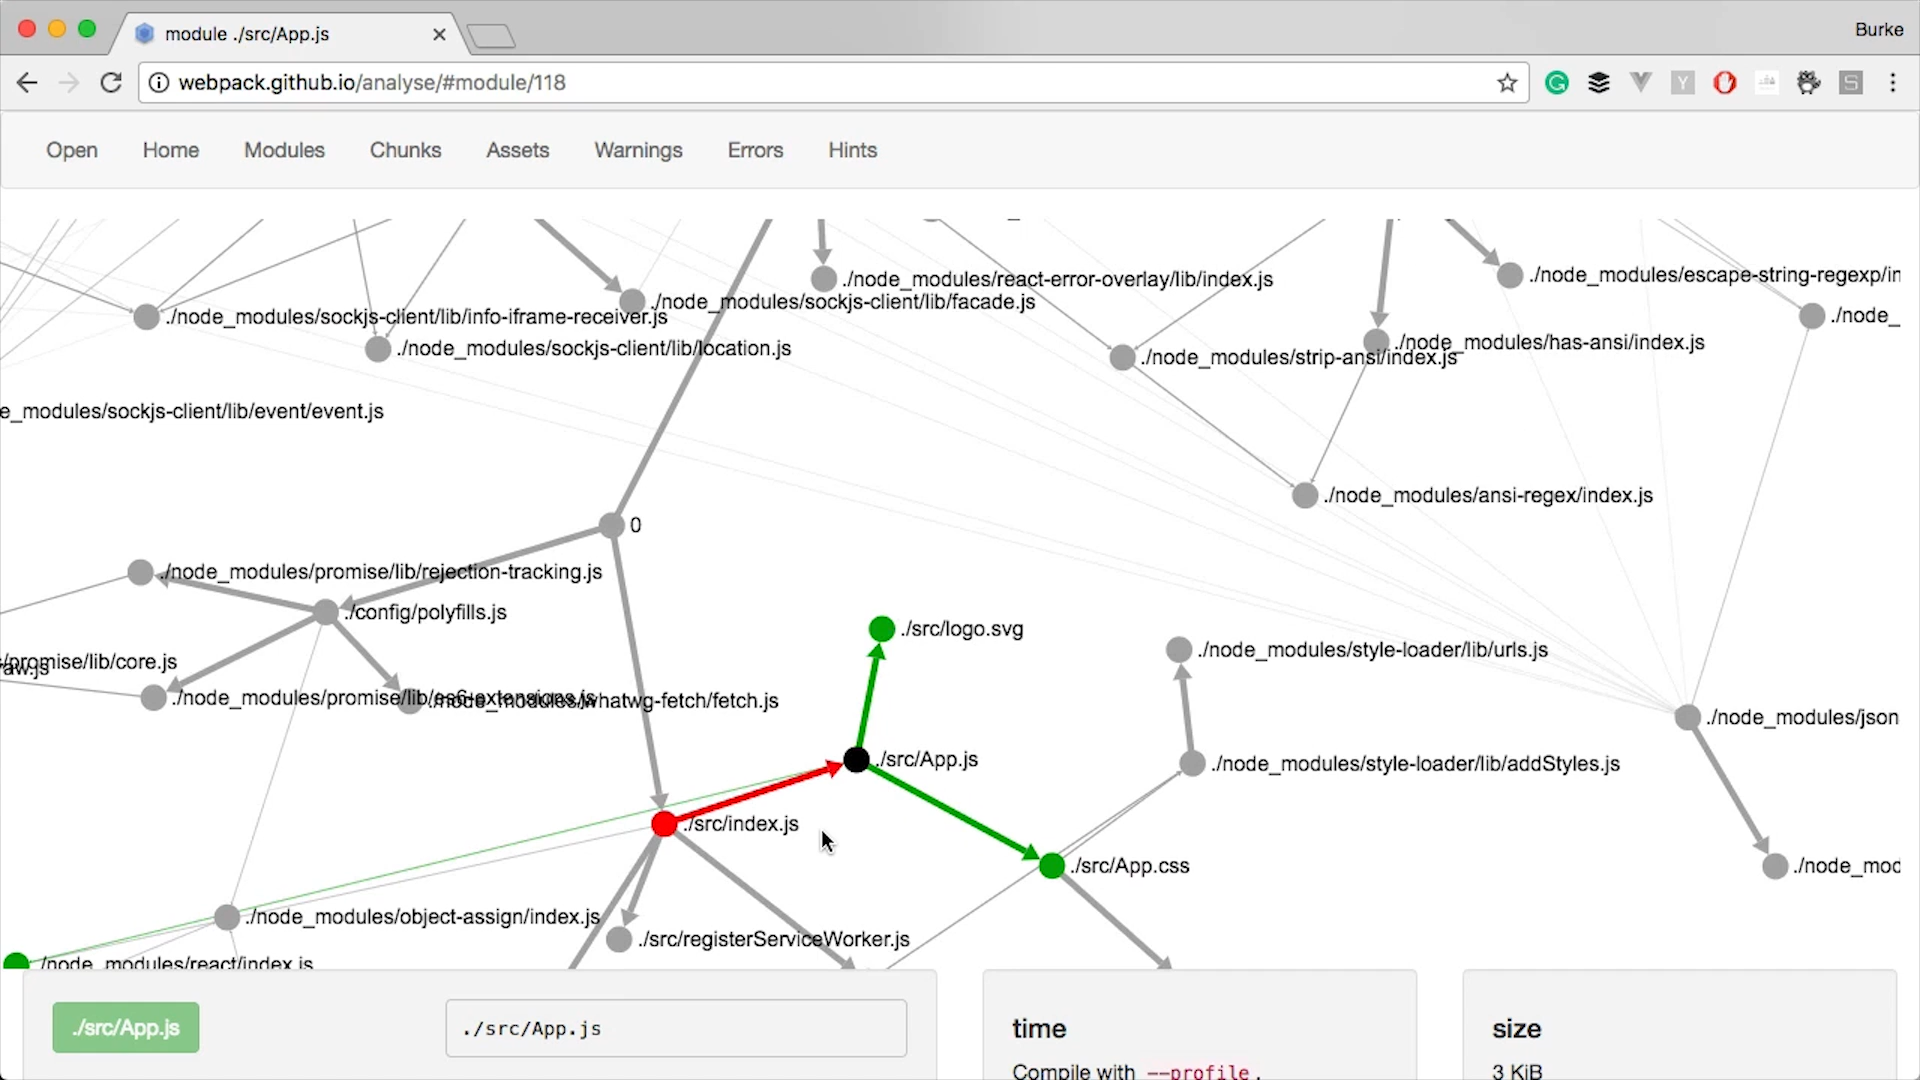 module ./src/App.js
Burke
webpack.github.io/analyse/#module/118
Open Home Modules Chunks Assets Warnings Errors Hints
./node_modules/react-error-overlay/lib/index.js
./node_modules/escape-string-regexp/in
./node_modules/sockjs-client/lib/facade.js
./node_modules/sockjs-client/lib/info-iframe-receiver.js
./node_
./node_modules/has-ansi/index.js
./node_modules/sockjs-client/lib/location.js
./node_modules/strip-ansi/index.js
e_modules/sockjs-client/lib/event/event.js
./node_modules/ansi-regex/index.js
0
./node_modules/promise/lib/rejection-tracking.js
./config/polyfills.js
./src/logo.svg
./node_modules/style-loader/lib/urls.js
/promise/lib/core.js
raw.js
./node_modules/promise/lib/es6-extensions.js
./node_modules/whatwg-fetch/fetch.js
./node_modules/json
./src/App.js
./node_modules/style-loader/lib/addStyles.js
./src/index.js
./src/App.css
./node_mod
./node_modules/object-assign/index.js
./src/registerServiceWorker.js
./node_modules/react/index.js
./src/App.js
./src/App.js
time
Compile with --profile.
size
3 KiB